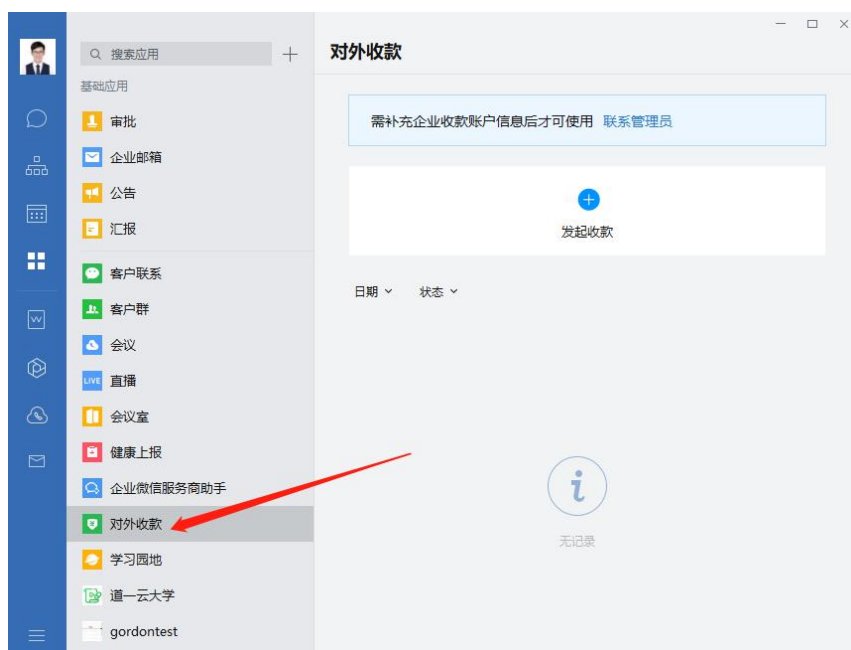 搜索应用
基础应用
审批
企业邮箱
公告
汇报
客户联系
客户群
会议
LIVE 直播
会议室
健康上报
企业微信服务商助手
对外收款
学习园地
道一云大学
gordontest
对外收款
需补充企业收款账户信息后才可使用 联系管理员
发起收款
日期 状态
无记录